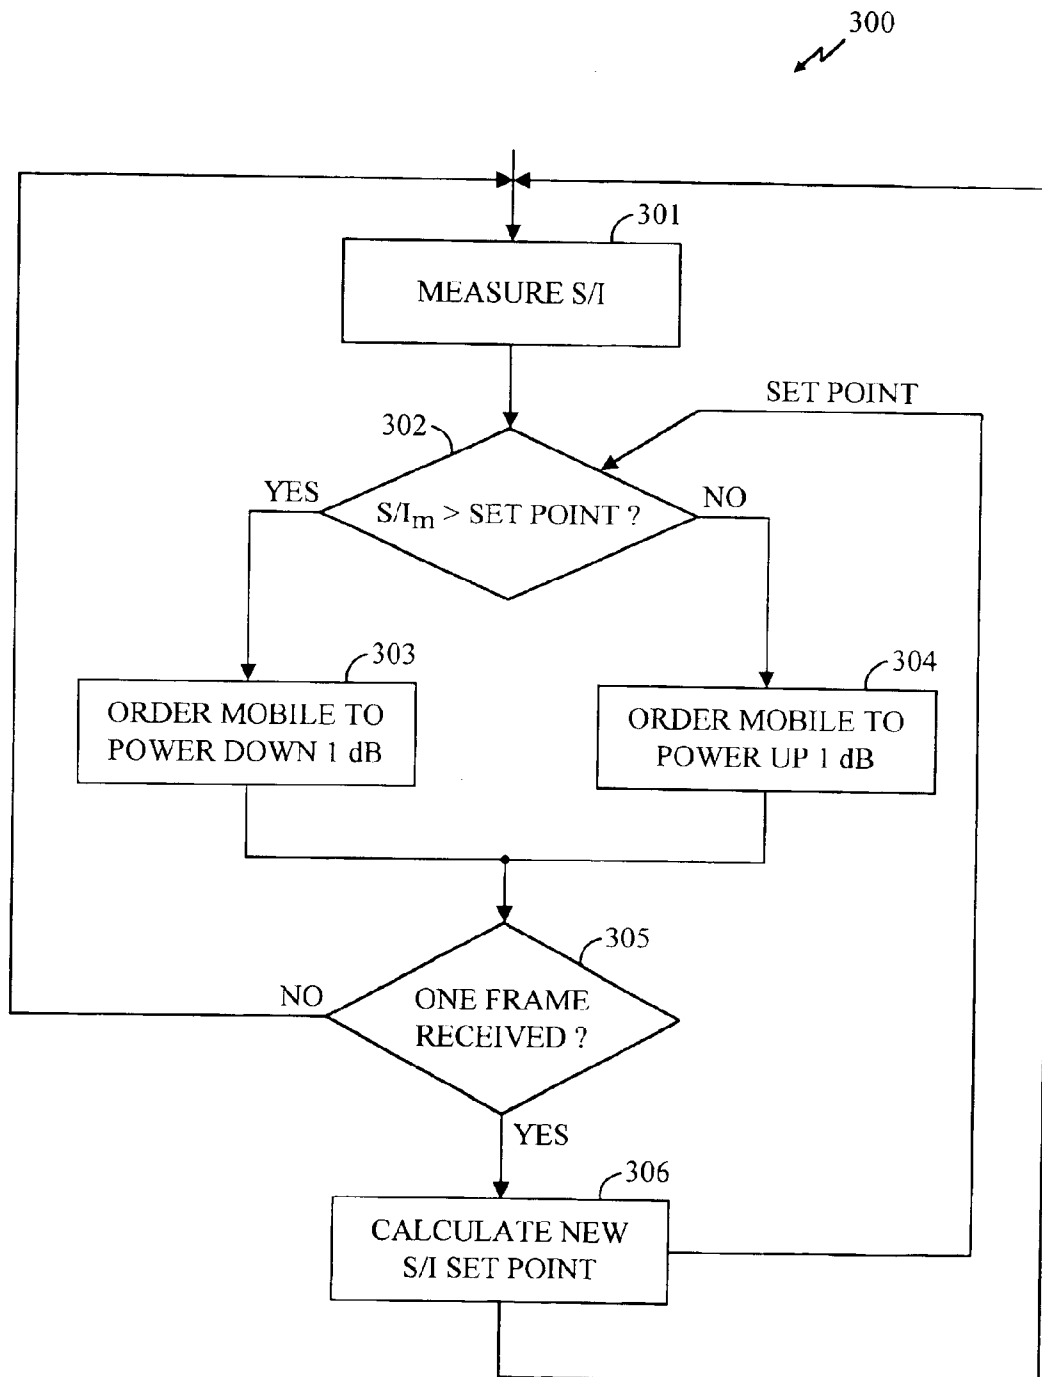 300
301
MEASURE S/I
SET POINT
302
YES
S/Im > SET POINT ?
NO
303
ORDER MOBILE TO
POWER DOWN 1 dB
304
ORDER MOBILE TO
POWER UP 1 dB
305
NO
ONE FRAME
RECEIVED ?
YES
306
CALCULATE NEW
S/I SET POINT